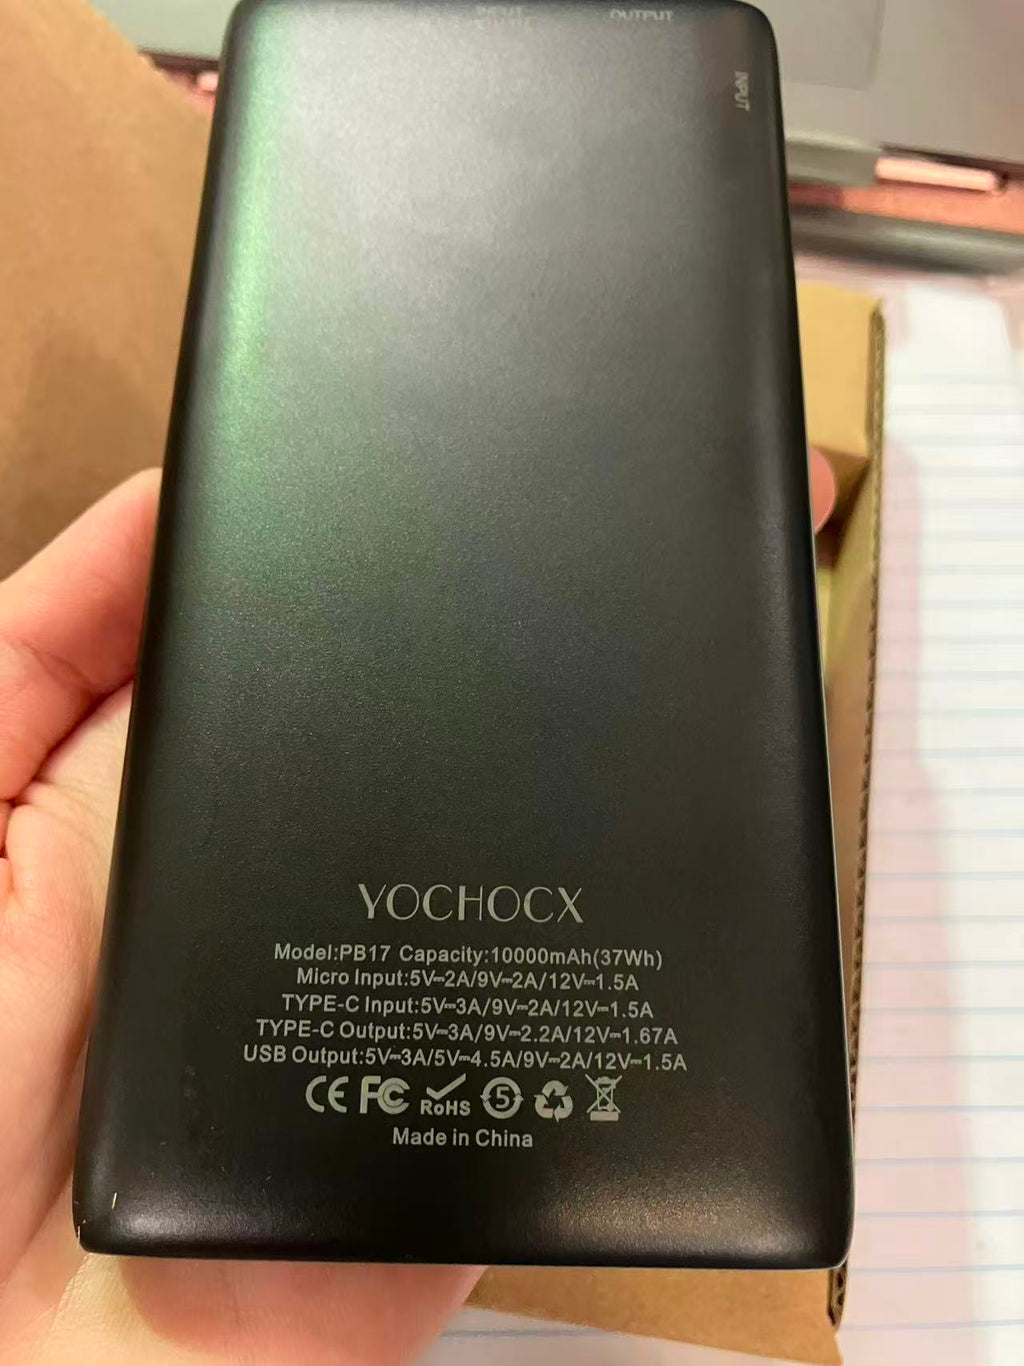 INPUT
OUTPUT
INPUT
YOCHOCX
Model:PB17 Capacity:10000mAh(37Wh)
Micro Input:5V⎓2A/9V⎓2A/12V⎓1.5A
TYPE-C Input:5V⎓3A/9V⎓2A/12V⎓1.5A
TYPE-C Output:5V⎓3A/9V⎓2.2A/12V⎓1.67A
USB Output:5V⎓3A/5V⎓4.5A/9V⎓2A/12V⎓1.5A
CE FC RoHS 5
Made in China